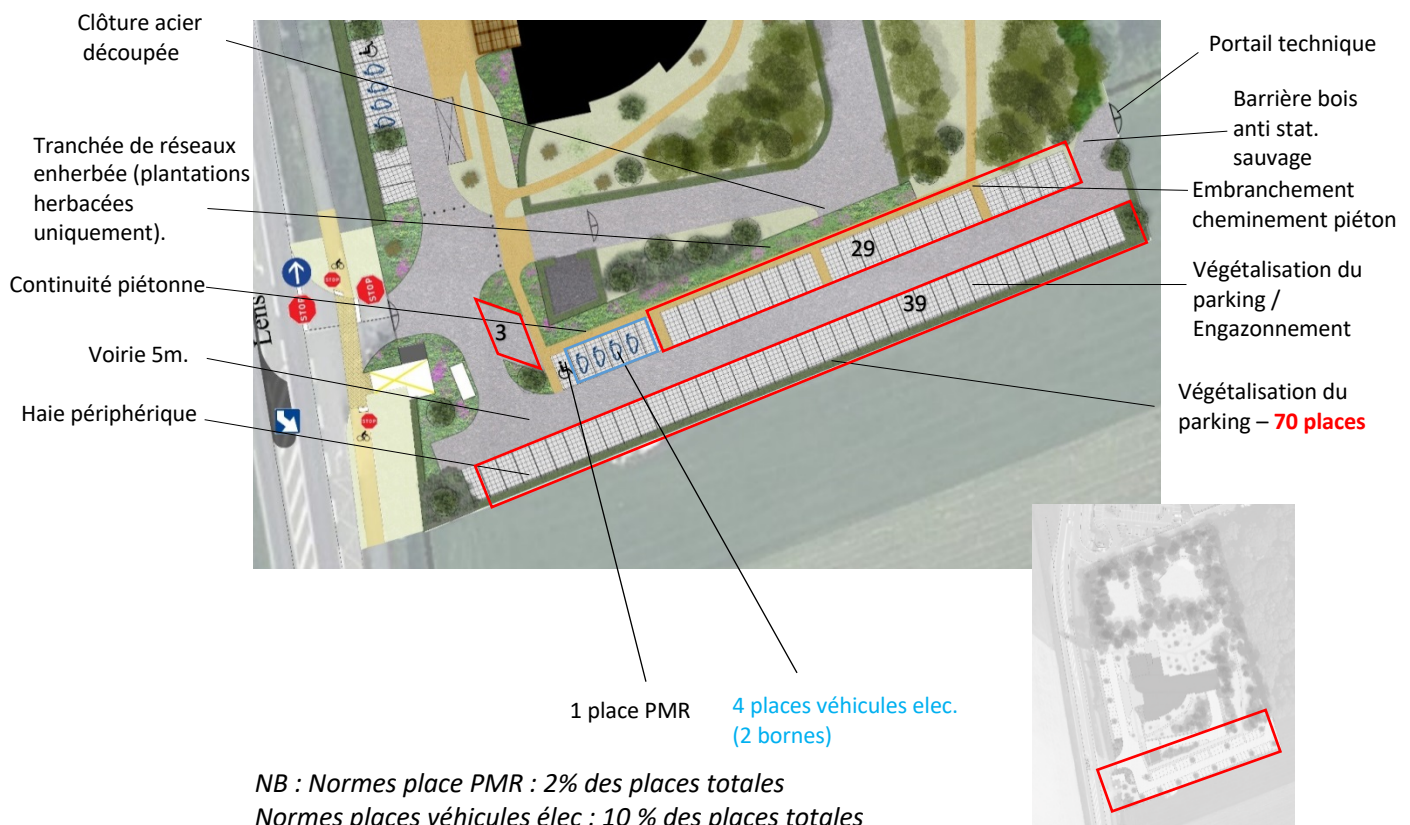 Clôture acier
découpée
Tranchée de réseaux
enherbée (plantations
herbacées
uniquement).
Continuité piétonne
Voirie 5m.
Haie périphérique
Portail technique
Barrière bois
anti stat.
sauvage
Embranchement
cheminement piéton
Végétalisation du
parking /
Engazonnement
Végétalisation du
parking – 70 places
29
39
3
STOP
STOP
STOP
STOP
Lens
1 place PMR
4 places véhicules elec.
(2 bornes)
NB : Normes place PMR : 2% des places totales
Normes places véhicules élec : 10 % des places totales